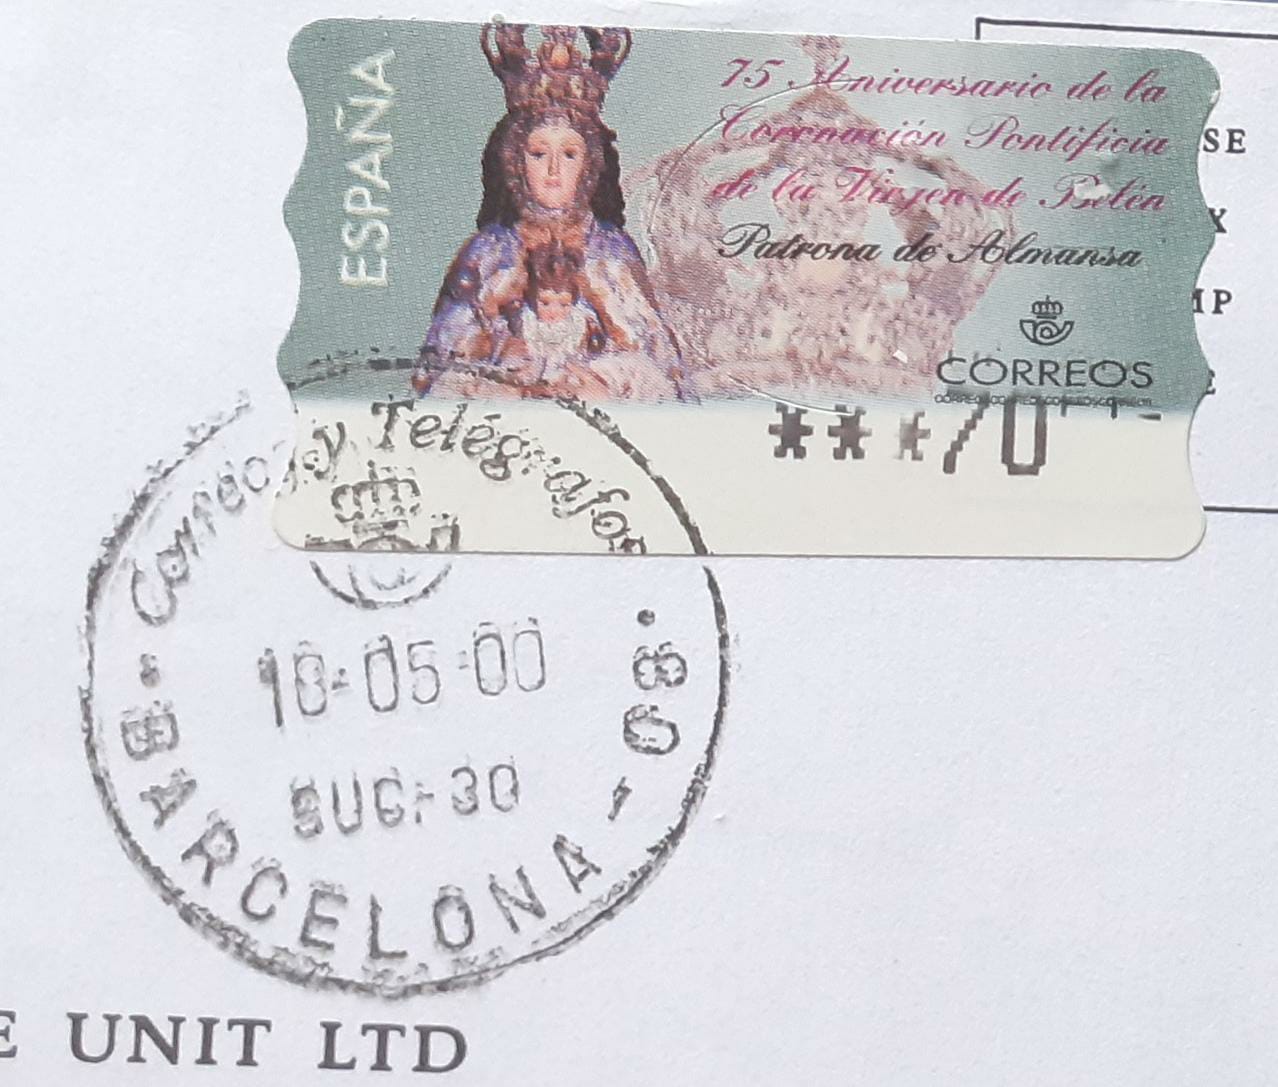 ESPAÑA
75 Aniversario de la
Coronación Pontificia
de la Virgen de Belén
Patrona de Almansa
CORREOS
***70
SE
X
MP
E
Correos y Telégrafos
18-05-00
SUC.-30
BARCELONA - 08
E UNIT LTD